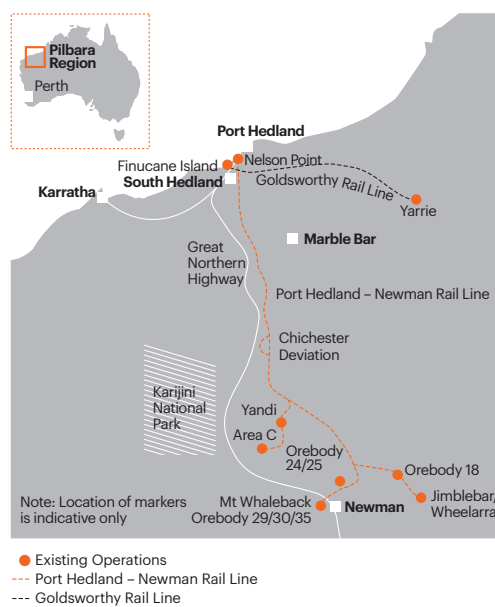 Pilbara
Region
Perth
Port Hedland
Nelson Point
Finucane Island
South Hedland
Goldsworthy Rail Line
Karratha
Yarrie
Marble Bar
Great
Northern
Highway
Port Hedland – Newman Rail Line
Chichester
Deviation
Karijini
National
Park
Yandi
Area C
Orebody
24/25
Orebody 18
Jimblebar/
Wheelarra
Note: Location of markers
is indicative only
Mt Whaleback
Orebody 29/30/35
Newman
Existing Operations
Port Hedland – Newman Rail Line
Goldsworthy Rail Line